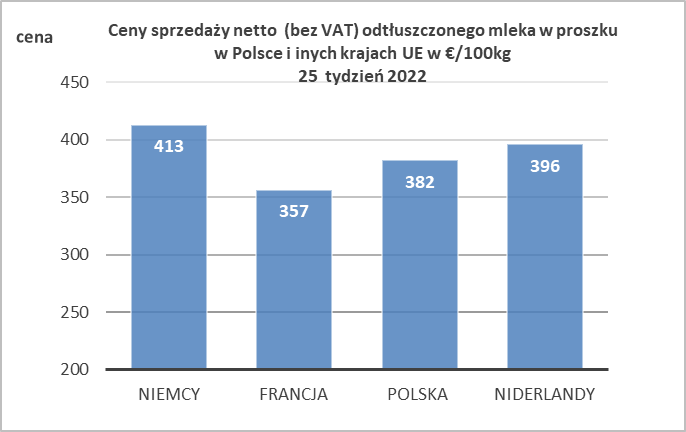 cena
Ceny sprzedaży netto  (bez VAT) odtłuszczonego mleka w proszku
w Polsce i inych krajach UE w €/100kg
25  tydzień 2022
450
400
350
300
250
200
413
357
382
396
NIEMCY
FRANCJA
POLSKA
NIDERLANDY